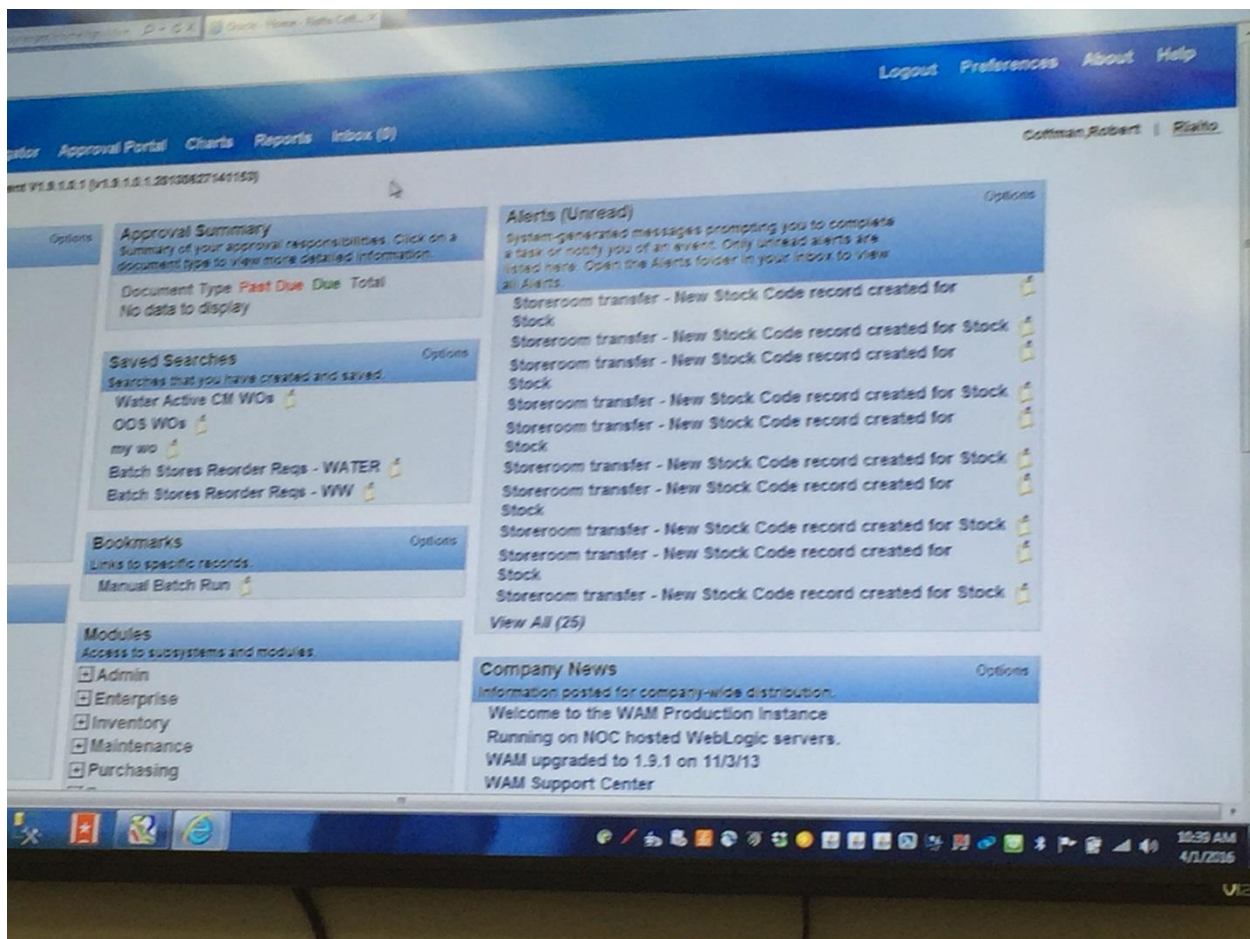 Oracle - Home - Rialto
Logout Preferences About Help
Approval Portal Charts Reports Inbox (0)
Coffman,Robert | Rialto
Options
Approval Summary
Summary of your approval responsibilities. Click on a
document type to view more detailed information.
Document Type Past Due Due Total
No data to display
Saved Searches Options
Searches that you have created and saved.
Water Active CM WOs
OOS WOs
my wo
Batch Stores Reorder Reqs - WATER
Batch Stores Reorder Reqs - WW
Bookmarks Options
Links to specific records.
Manual Batch Run
Modules
Access to subsystems and modules.
Admin
Enterprise
Inventory
Maintenance
Purchasing
Alerts (Unread) Options
System-generated messages prompting you to complete
a task or notify you of an event. Only unread alerts are
listed here. Open the Alerts folder in your Inbox to view
all Alerts.
Storeroom transfer - New Stock Code record created for
Stock
Storeroom transfer - New Stock Code record created for Stock
Storeroom transfer - New Stock Code record created for
Stock
Storeroom transfer - New Stock Code record created for Stock
Storeroom transfer - New Stock Code record created for
Stock
Storeroom transfer - New Stock Code record created for Stock
Storeroom transfer - New Stock Code record created for
Stock
Storeroom transfer - New Stock Code record created for Stock
Storeroom transfer - New Stock Code record created for
Stock
Storeroom transfer - New Stock Code record created for Stock
View All (25)
Company News Options
Information posted for company-wide distribution.
Welcome to the WAM Production Instance
Running on NOC hosted WebLogic servers.
WAM upgraded to 1.9.1 on 11/3/13
WAM Support Center
10:39 AM
4/1/2016